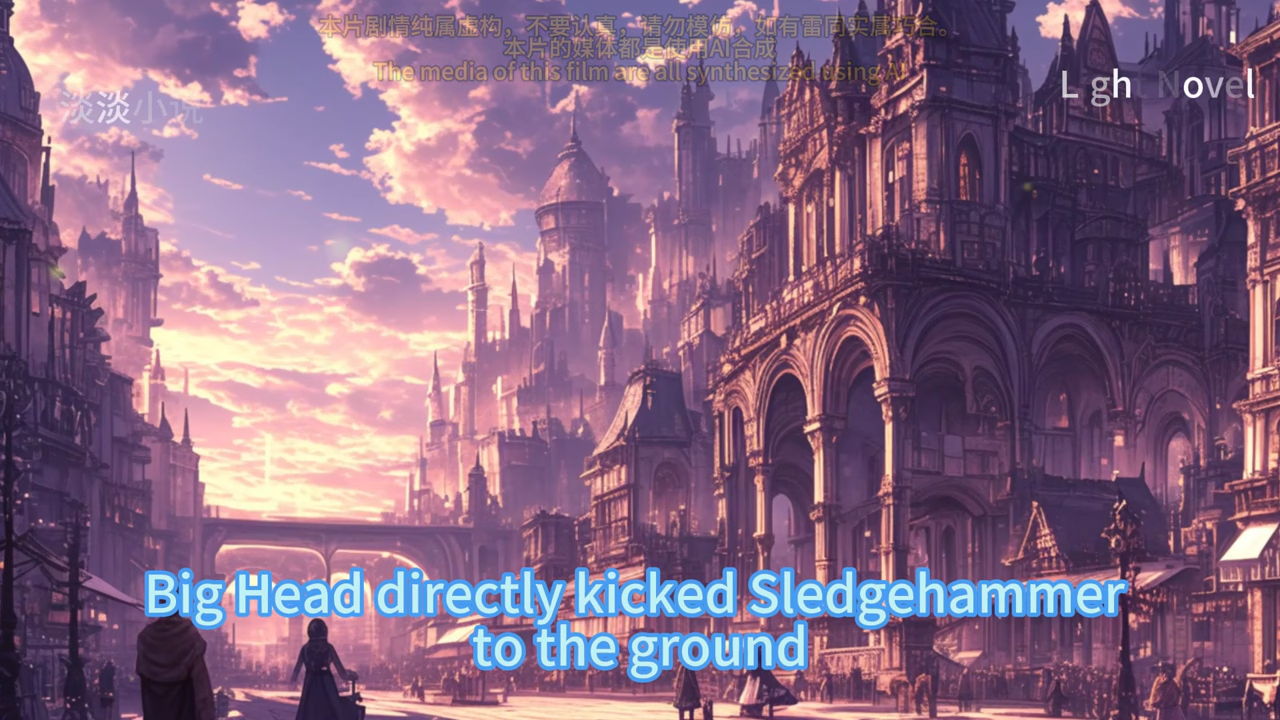 本片剧情纯属虚构，不要认真，请勿模仿，如有雷同实属巧合。
本片的媒体都是使用AI合成
The media of this film are all synthesized using AI
淡淡小说
L gh Novel
Big Head directly kicked Sledgehammer
to the ground